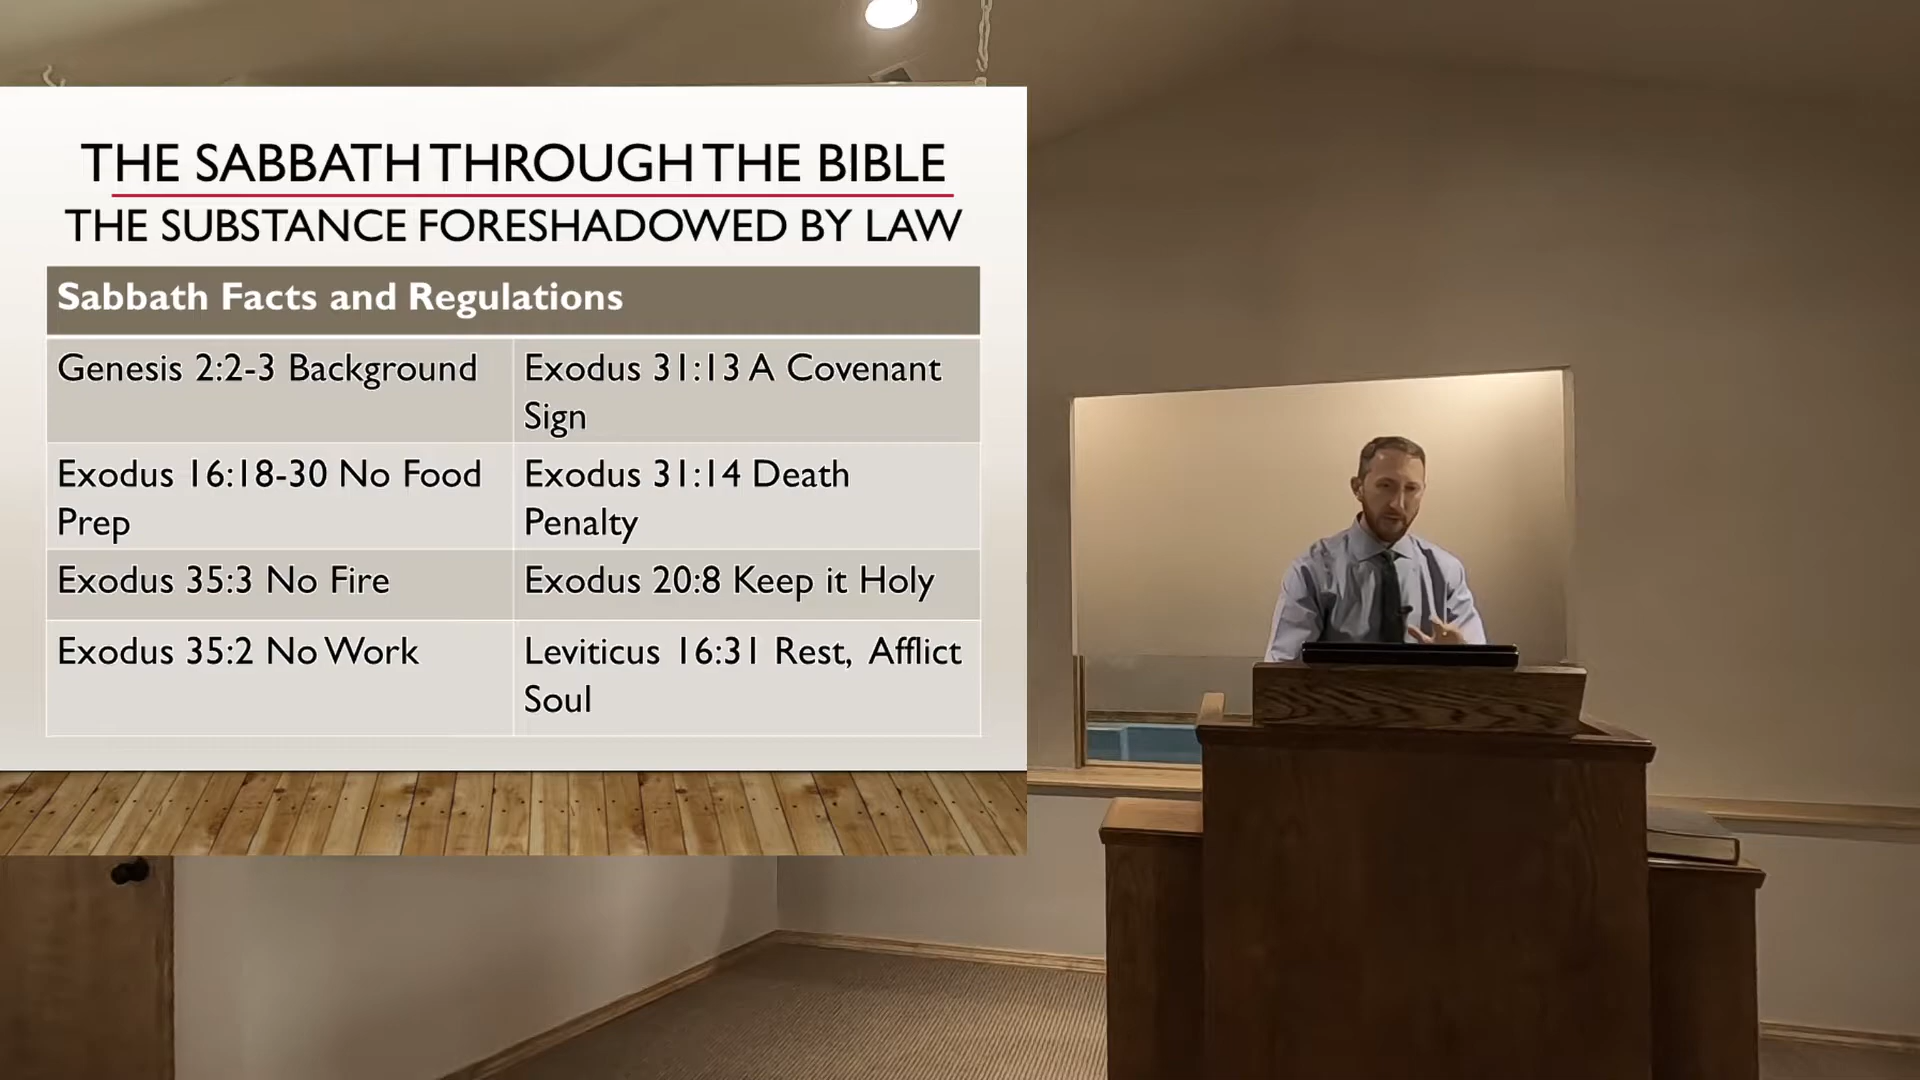 THE SABBATH THROUGH THE BIBLE
THE SUBSTANCE FORESHADOWED BY LAW
Sabbath Facts and Regulations
Genesis 2:2-3 Background
Exodus 31:13 A Covenant
Sign
Exodus 16:18-30 No Food
Prep
Exodus 31:14 Death
Penalty
Exodus 35:3 No Fire
Exodus 20:8 Keep it Holy
Exodus 35:2 No Work
Leviticus 16:31 Rest, Afflict
Soul